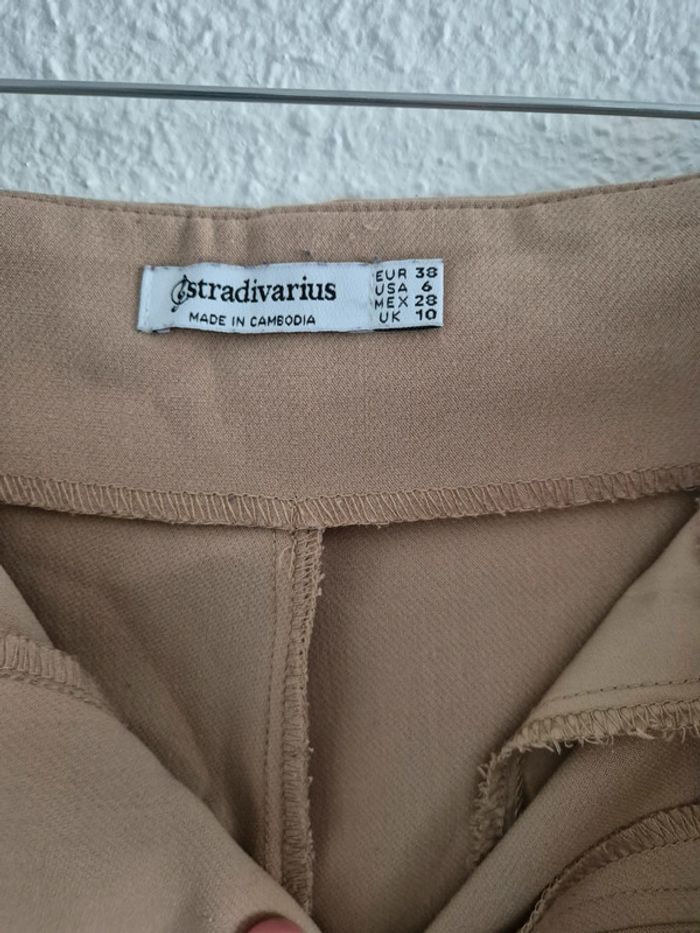 stradivarius
MADE IN CAMBODIA
EUR 38
USA 6
MEX 28
UK 10